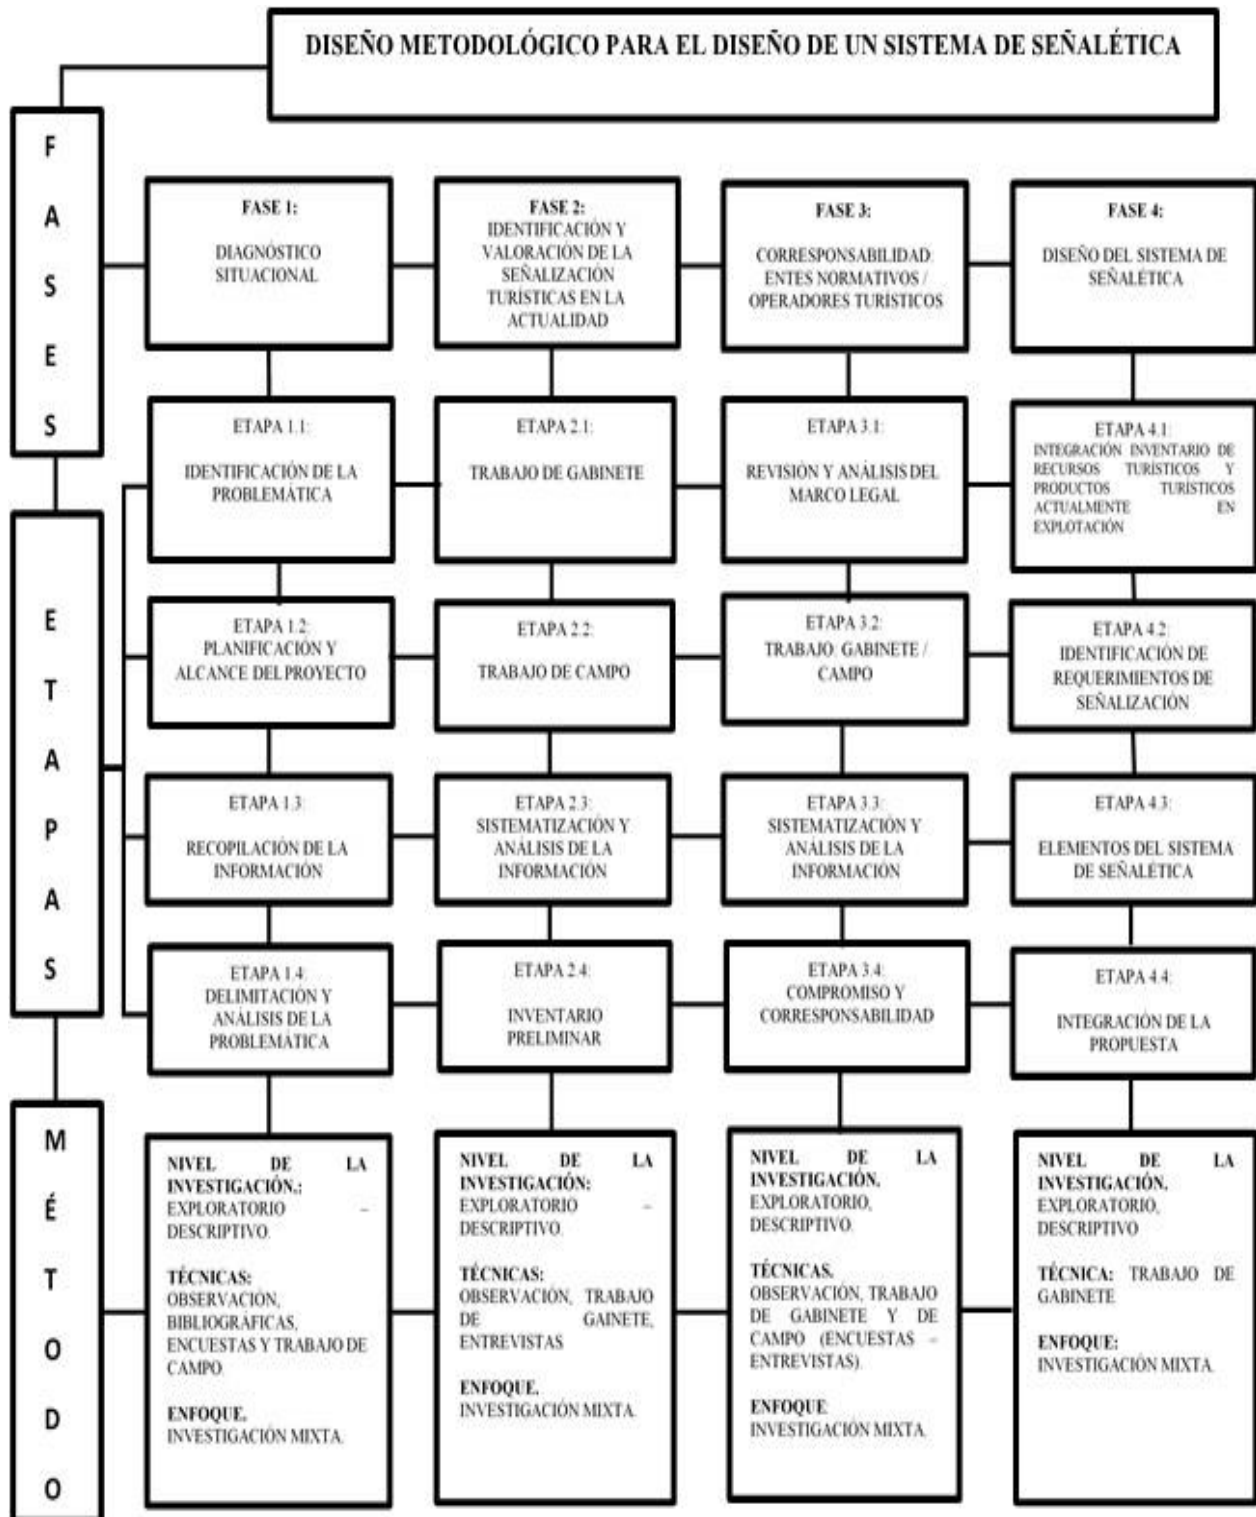 DISEÑO METODOLÓGICO PARA EL DISEÑO DE UN SISTEMA DE SEÑALÉTICA
FASES
FASE 1:
DIAGNÓSTICO
SITUACIONAL
FASE 2:
IDENTIFICACIÓN Y
VALORACIÓN DE LA
SEÑALIZACIÓN
TURÍSTICAS EN LA
ACTUALIDAD
FASE 3:
CORRESPONSABILIDAD:
ENTES NORMATIVOS /
OPERADORES TURÍSTICOS
FASE 4:
DISEÑO DEL SISTEMA DE
SEÑALÉTICA
ETAPAS
ETAPA 1.1:
IDENTIFICACIÓN DE LA
PROBLEMÁTICA
ETAPA 2.1:
TRABAJO DE GABINETE
ETAPA 3.1:
REVISIÓN Y ANÁLISIS DEL
MARCO LEGAL
ETAPA 4.1:
INTEGRACIÓN INVENTARIO DE
RECURSOS TURÍSTICOS Y
PRODUCTOS TURÍSTICOS
ACTUALMENTE EN
EXPLOTACIÓN
ETAPA 1.2:
PLANIFICACIÓN Y
ALCANCE DEL PROYECTO
ETAPA 2.2:
TRABAJO DE CAMPO
ETAPA 3.2:
TRABAJO: GABINETE /
CAMPO
ETAPA 4.2:
IDENTIFICACIÓN DE
REQUERIMIENTOS DE
SEÑALIZACIÓN
ETAPA 1.3:
RECOPILACIÓN DE LA
INFORMACIÓN
ETAPA 2.3:
SISTEMATIZACIÓN Y
ANÁLISIS DE LA
INFORMACIÓN
ETAPA 3.3:
SISTEMATIZACIÓN Y
ANÁLISIS DE LA
INFORMACIÓN
ETAPA 4.3:
ELEMENTOS DEL SISTEMA
DE SEÑALÉTICA
ETAPA 1.4:
DELIMITACIÓN Y
ANÁLISIS DE LA
PROBLEMÁTICA
ETAPA 2.4:
INVENTARIO
PRELIMINAR
ETAPA 3.4:
COMPROMISO Y
CORRESPONSABILIDAD
ETAPA 4.4:
INTEGRACIÓN DE LA
PROPUESTA
MÉTODO
NIVEL DE LA
INVESTIGACIÓN.:
EXPLORATORIO –
DESCRIPTIVO.
TÉCNICAS:
OBSERVACIÓN,
BIBLIOGRÁFICAS,
ENCUESTAS Y TRABAJO DE
CAMPO.
ENFOQUE.
INVESTIGACIÓN MIXTA.
NIVEL DE LA
INVESTIGACIÓN:
EXPLORATORIO –
DESCRIPTIVO.
TÉCNICAS:
OBSERVACIÓN, TRABAJO
DE GAINETE,
ENTREVISTAS
ENFOQUE.
INVESTIGACIÓN MIXTA.
NIVEL DE LA
INVESTIGACIÓN.
EXPLORATORIO,
DESCRIPTIVO.
TÉCNICAS.
OBSERVACIÓN, TRABAJO
DE GABINETE Y DE
CAMPO (ENCUESTAS –
ENTREVISTAS).
ENFOQUE
INVESTIGACIÓN MIXTA.
NIVEL DE LA
INVESTIGACIÓN.
EXPLORATORIO,
DESCRIPTIVO
TÉCNICA: TRABAJO DE
GABINETE
ENFOQUE:
INVESTIGACIÓN MIXTA.